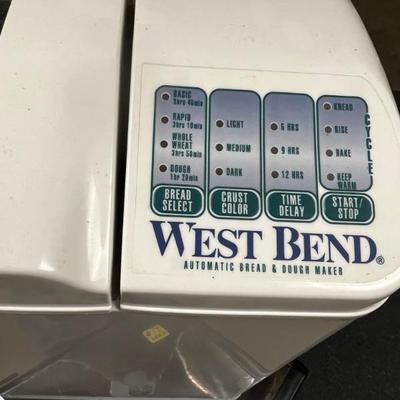 BASIC
3hrs 40min
RAPID
3hrs 10min
WHOLE
WHEAT
3hrs 50min
DOUGH
1hr 20min
BREAD
SELECT
LIGHT
MEDIUM
DARK
CRUST
COLOR
6 HRS
9 HRS
12 HRS
TIME
DELAY
KNEAD
RISE
BAKE
KEEP
WARM
START/
STOP
CYCLE
WEST BEND®
AUTOMATIC BREAD & DOUGH MAKER